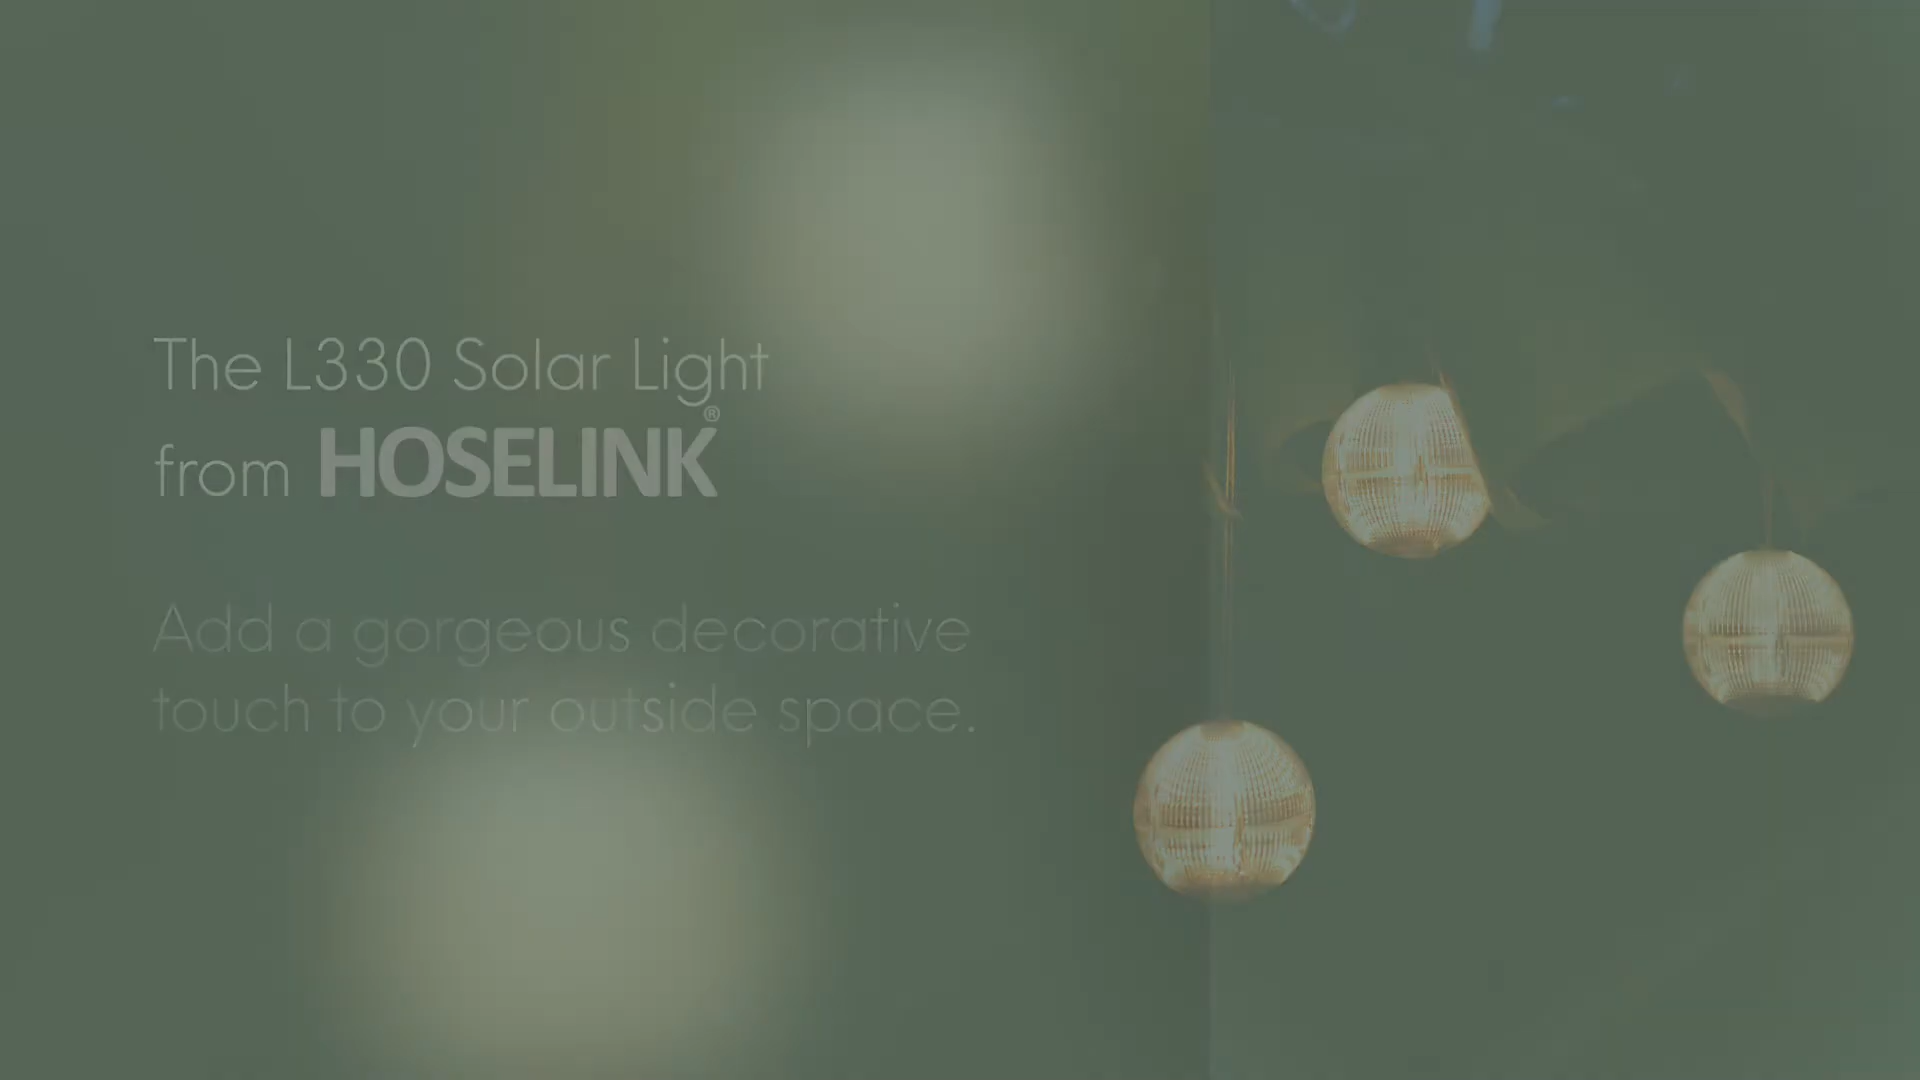 The L330 Solar Light
from HOSELINK®
Add a gorgeous decorative
touch to your outside space.